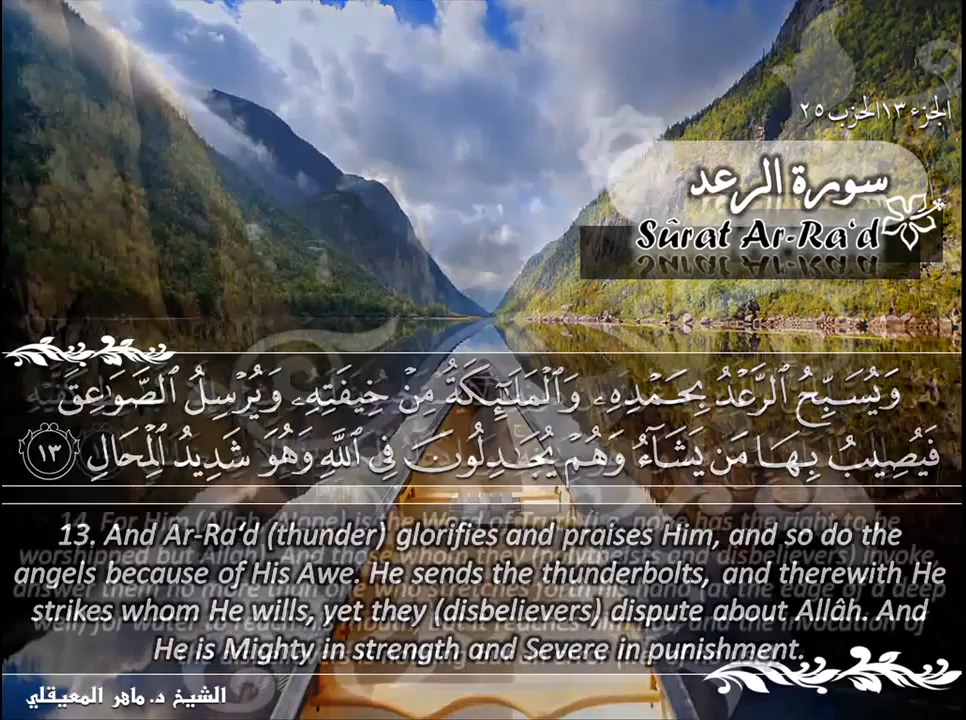 الجزء ١٣ الحزب ٢٥
سورة الرعد
Sûrat Ar-Ra‘d
وَيُسَبِّحُ ٱلرَّعْدُ بِحَمْدِهِۦ وَٱلْمَلَـٰٓئِكَةُ مِنْ خِيفَتِهِۦ وَيُرْسِلُ ٱلصَّوَٰعِقَ
فَيُصِيبُ بِهَا مَن يَشَآءُ وَهُمْ يُجَـٰدِلُونَ فِى ٱللَّهِ وَهُوَ شَدِيدُ ٱلْمِحَالِ ١٣
13. And Ar-Ra‘d (thunder) glorifies and praises Him, and so do the
angels because of His Awe. He sends the thunderbolts, and therewith He
strikes whom He wills, yet they (disbelievers) dispute about Allâh. And
He is Mighty in strength and Severe in punishment.
الشيخ د. ماهر المعيقلي